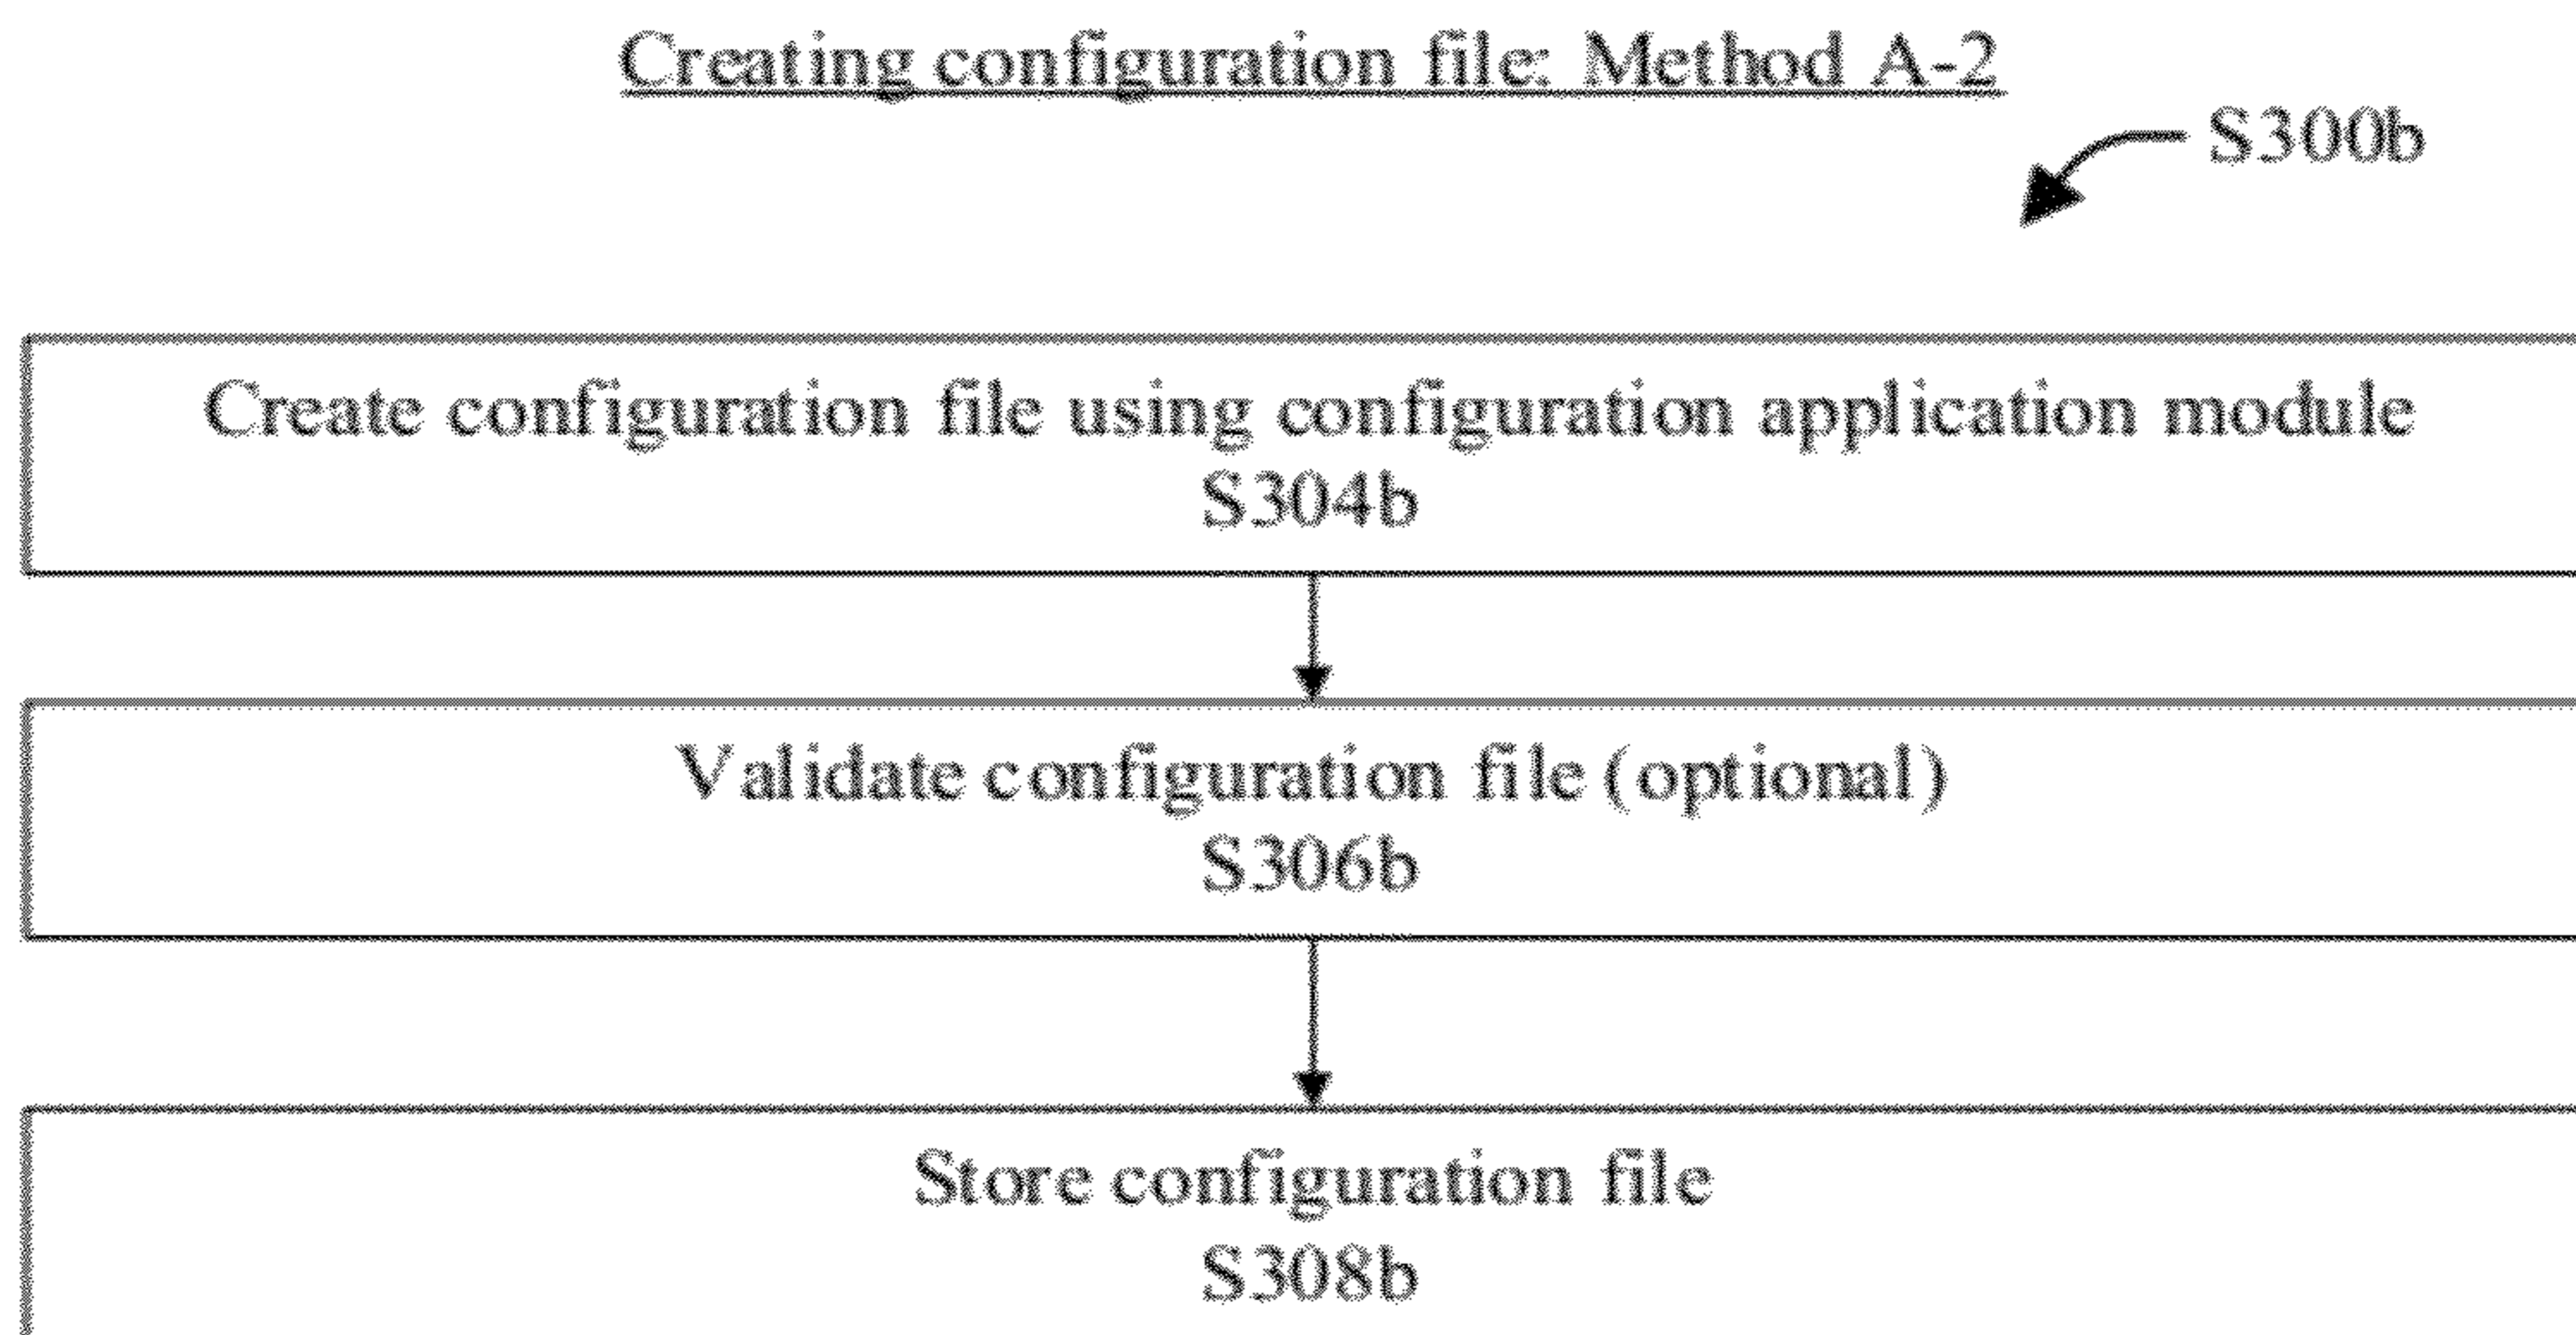 Creating configuration file: Method A-2
S300b
Create configuration file using configuration application module
S304b
Validate configuration file (optional)
S306b
Store configuration file
S308b